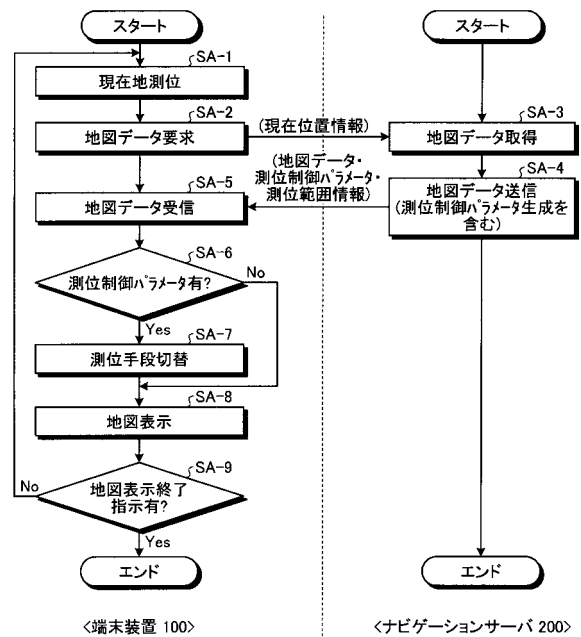 スタート
スタート
SA-1
現在地測位
SA-2
地図データ要求
(現在位置情報)
SA-3
地図データ取得
(地図データ・
測位制御パラメータ・
測位範囲情報)
SA-4
地図データ送信
(測位制御パラメータ生成を
含む)
SA-5
地図データ受信
SA-6
測位制御パラメータ有?
No
Yes
SA-7
測位手段切替
SA-8
地図表示
SA-9
地図表示終了
指示有?
No
Yes
エンド
エンド
<端末装置 100>
<ナビゲーションサーバ 200>